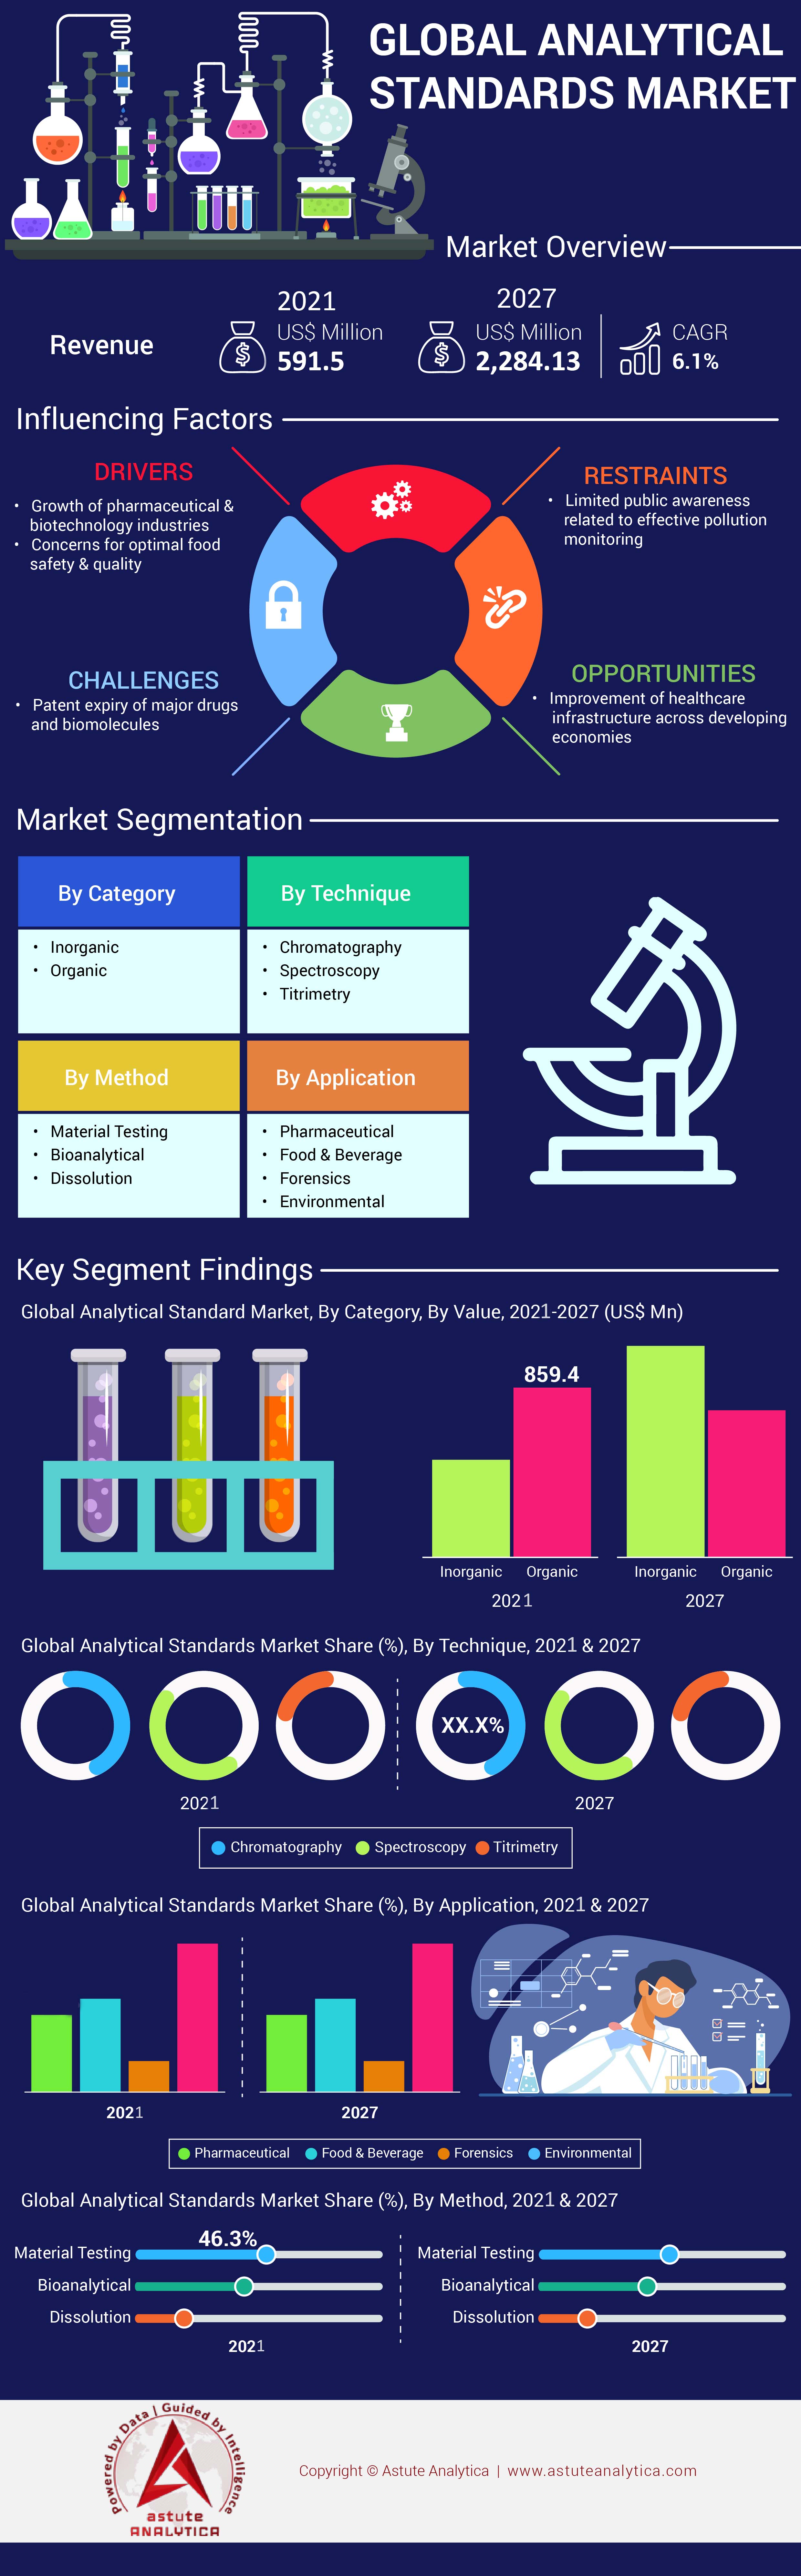 GLOBAL ANALYTICAL
STANDARDS MARKET
Market Overview
Revenue
2021
US$ Million
591.5
2027
US$ Million
2,284.13
CAGR
6.1%
Influencing Factors
DRIVERS
• Growth of pharmaceutical &
biotechnology industries
• Concerns for optimal food
safety & quality
RESTRAINTS
• Limited public awareness
related to effective pollution
monitoring
CHALLENGES
• Patent expiry of major drugs
and biomolecules
OPPORTUNITIES
• Improvement of healthcare
infrastructure across developing
economies
Market Segmentation
By Category
• Inorganic
• Organic
By Technique
• Chromatography
• Spectroscopy
• Titrimetry
By Method
• Material Testing
• Bioanalytical
• Dissolution
By Application
• Pharmaceutical
• Food & Beverage
• Forensics
• Environmental
Key Segment Findings
Global Analytical Standard Market, By Category, By Value, 2021-2027 (US$ Mn)
859.4
Inorganic Organic Inorganic Organic
2021 2027
Global Analytical Standards Market Share (%), By Technique, 2021 & 2027
XX.X%
2021 2027
Chromatography Spectroscopy Titrimetry
Global Analytical Standards Market Share (%), By Application, 2021 & 2027
2021 2027
Pharmaceutical Food & Beverage Forensics Environmental
Global Analytical Standards Market Share (%), By Method, 2021 & 2027
46.3%
Material Testing Material Testing
Bioanalytical Bioanalytical
Dissolution Dissolution
2021 2027
Powered by Data | Guided by Intelligence
astute
ANALYTICA
Copyright © Astute Analytica | www.astuteanalytica.com